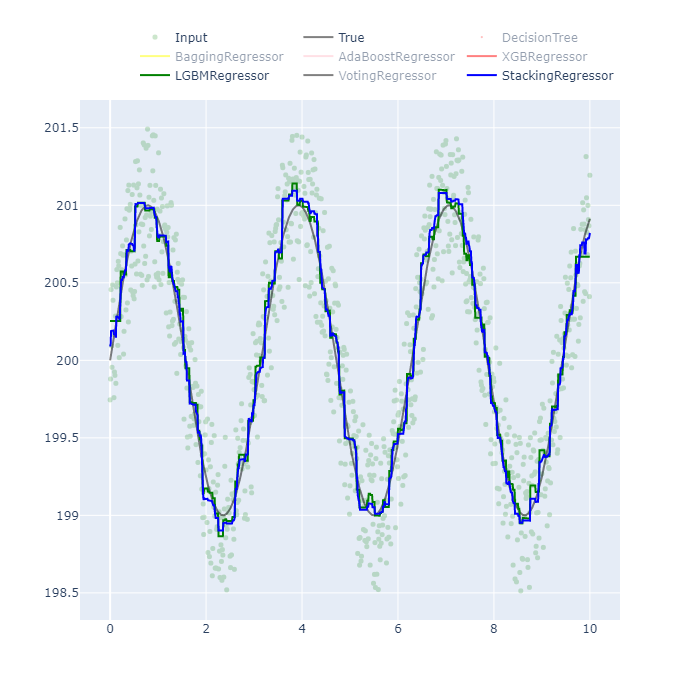 Input True DecisionTree
BaggingRegressor AdaBoostRegressor XGBRegressor
LGBMRegressor VotingRegressor StackingRegressor
201.5
201
200.5
200
199.5
199
198.5
0 2 4 6 8 10